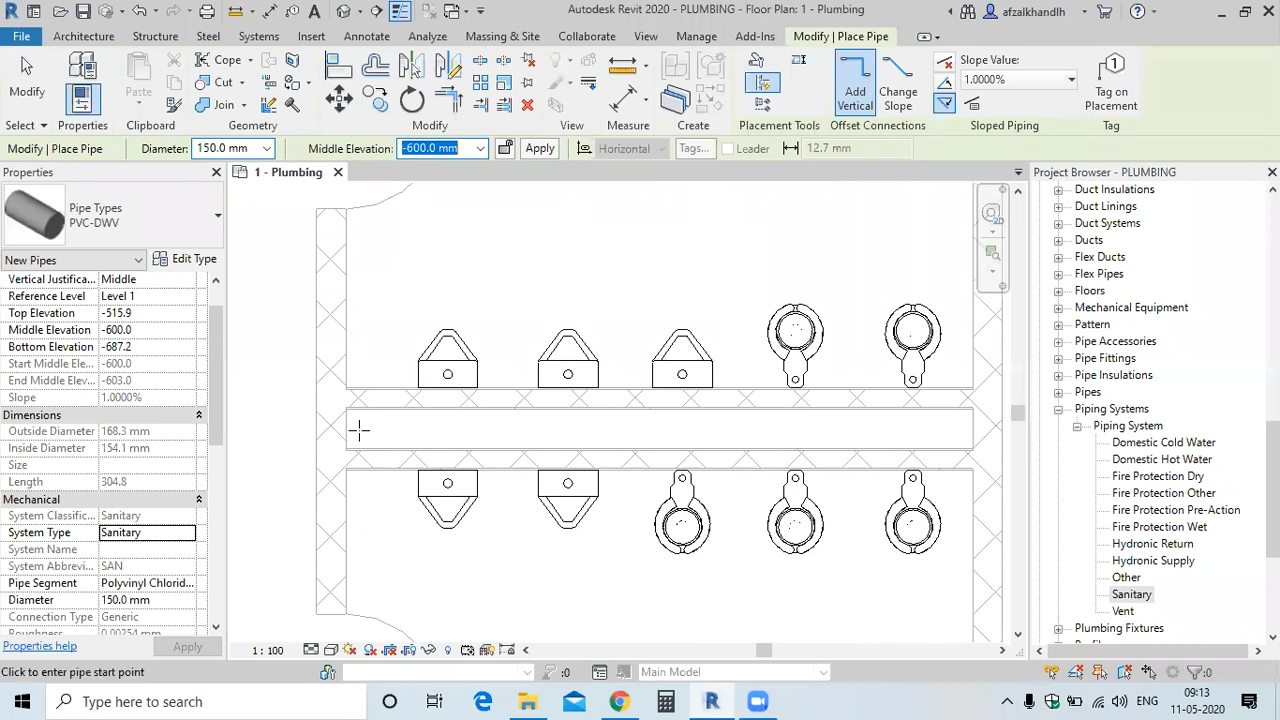 Autodesk Revit 2020 - PLUMBING - Floor Plan: 1 - Plumbing
afzalkhandlh
File
Architecture
Structure
Steel
Systems
Insert
Annotate
Analyze
Massing & Site
Collaborate
View
Manage
Add-Ins
Modify | Place Pipe
Modify
Paste
Cope
Cut
Join
Add Vertical
Change Slope
Slope Value:
1.0000%
Tag on Placement
Select
Properties
Clipboard
Geometry
Modify
View
Measure
Create
Placement Tools
Offset Connections
Sloped Piping
Tag
Modify | Place Pipe
Diameter:
150.0 mm
Middle Elevation:
-600.0 mm
Apply
Horizontal
Tags...
Leader
12.7 mm
Properties
Pipe Types
PVC-DWV
New Pipes
Edit Type
Vertical Justifica... Middle
Reference Level Level 1
Top Elevation -515.9
Middle Elevation -600.0
Bottom Elevation -687.2
Start Middle Ele... -600.0
End Middle Elev... -603.0
Slope 1.0000%
Dimensions
Outside Diameter 168.3 mm
Inside Diameter 154.1 mm
Size
Length 304.8
Mechanical
System Classific... Sanitary
System Type Sanitary
System Name
System Abbrevi... SAN
Pipe Segment Polyvinyl Chlorid...
Diameter 150.0 mm
Connection Type Generic
Roughness 0.00254 mm
Properties help
Apply
1 - Plumbing
Project Browser - PLUMBING
Duct Insulations
Duct Linings
Duct Systems
Ducts
Flex Ducts
Flex Pipes
Floors
Mechanical Equipment
Pattern
Pipe Accessories
Pipe Fittings
Pipe Insulations
Pipes
Piping Systems
Piping System
Domestic Cold Water
Domestic Hot Water
Fire Protection Dry
Fire Protection Other
Fire Protection Pre-Action
Fire Protection Wet
Hydronic Return
Hydronic Supply
Other
Sanitary
Vent
Plumbing Fixtures
1 : 100
Click to enter pipe start point
:0
Main Model
:0
Type here to search
ENG
09:13
11-05-2020